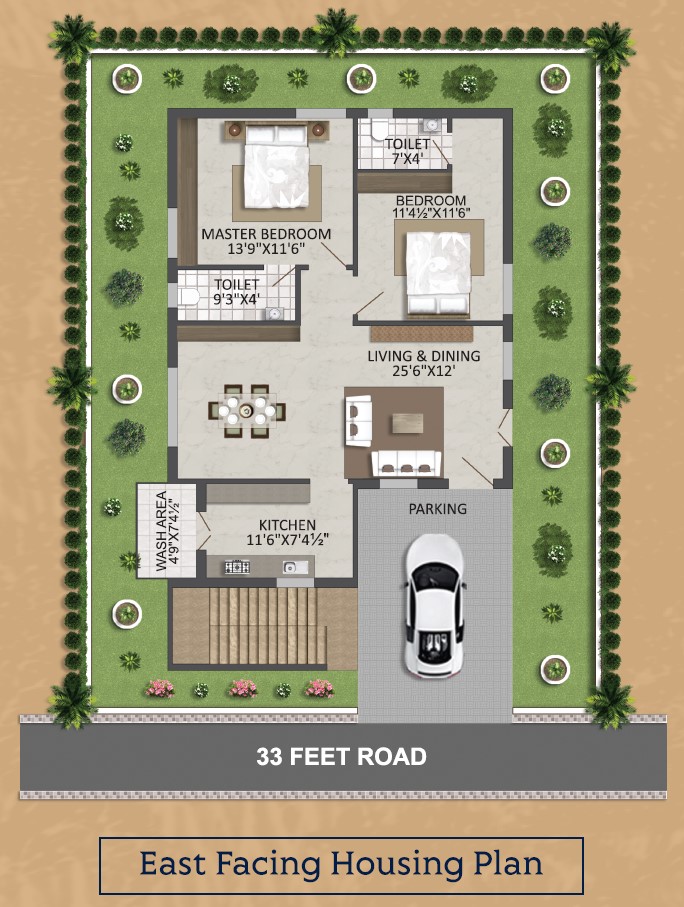 TOILET
7'X4'
BEDROOM
11'4½"X11'6"
MASTER BEDROOM
13'9"X11'6"
TOILET
9'3"X4'
LIVING & DINING
25'6"X12'
WASH AREA
4'9"X7'4½"
KITCHEN
11'6"X7'4½"
PARKING
33 FEET ROAD
East Facing Housing Plan